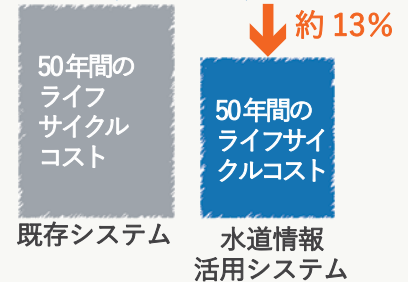 約13%
50年間の
ライフ
サイクル
コスト
50年間の
ライフサイ
クルコスト
既存システム
水道情報
活用システム